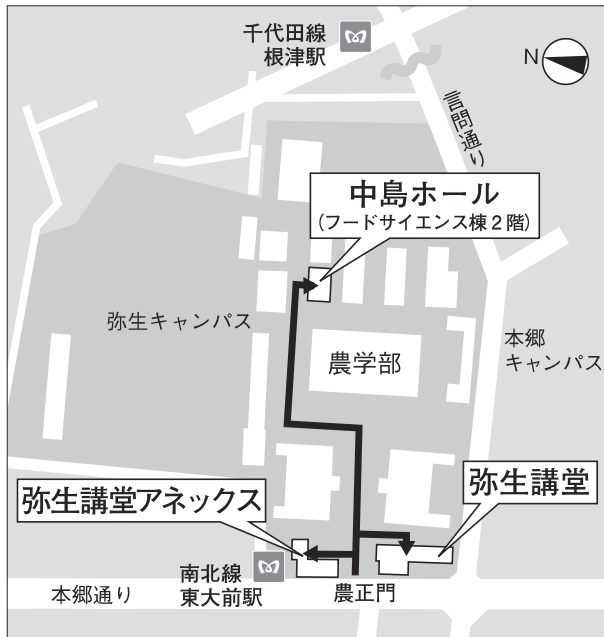 千代田線
根津駅
N
言問通り
中島ホール
(フードサイエンス棟2階)
弥生キャンパス
農学部
本郷
キャンパス
弥生講堂アネックス
弥生講堂
南北線
東大前駅
本郷通り
農正門